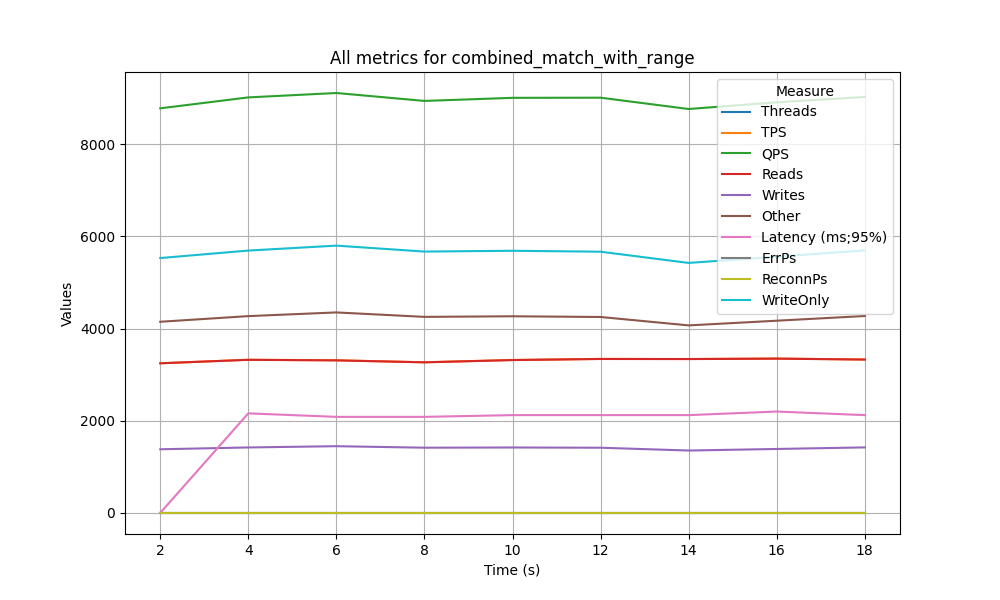 All metrics for combined_match_with_range
Measure
Threads
TPS
QPS
Reads
Writes
Other
Latency (ms;95%)
ErrPs
ReconnPs
WriteOnly
Values
8000
6000
4000
2000
0
2 4 6 8 10 12 14 16 18
Time (s)